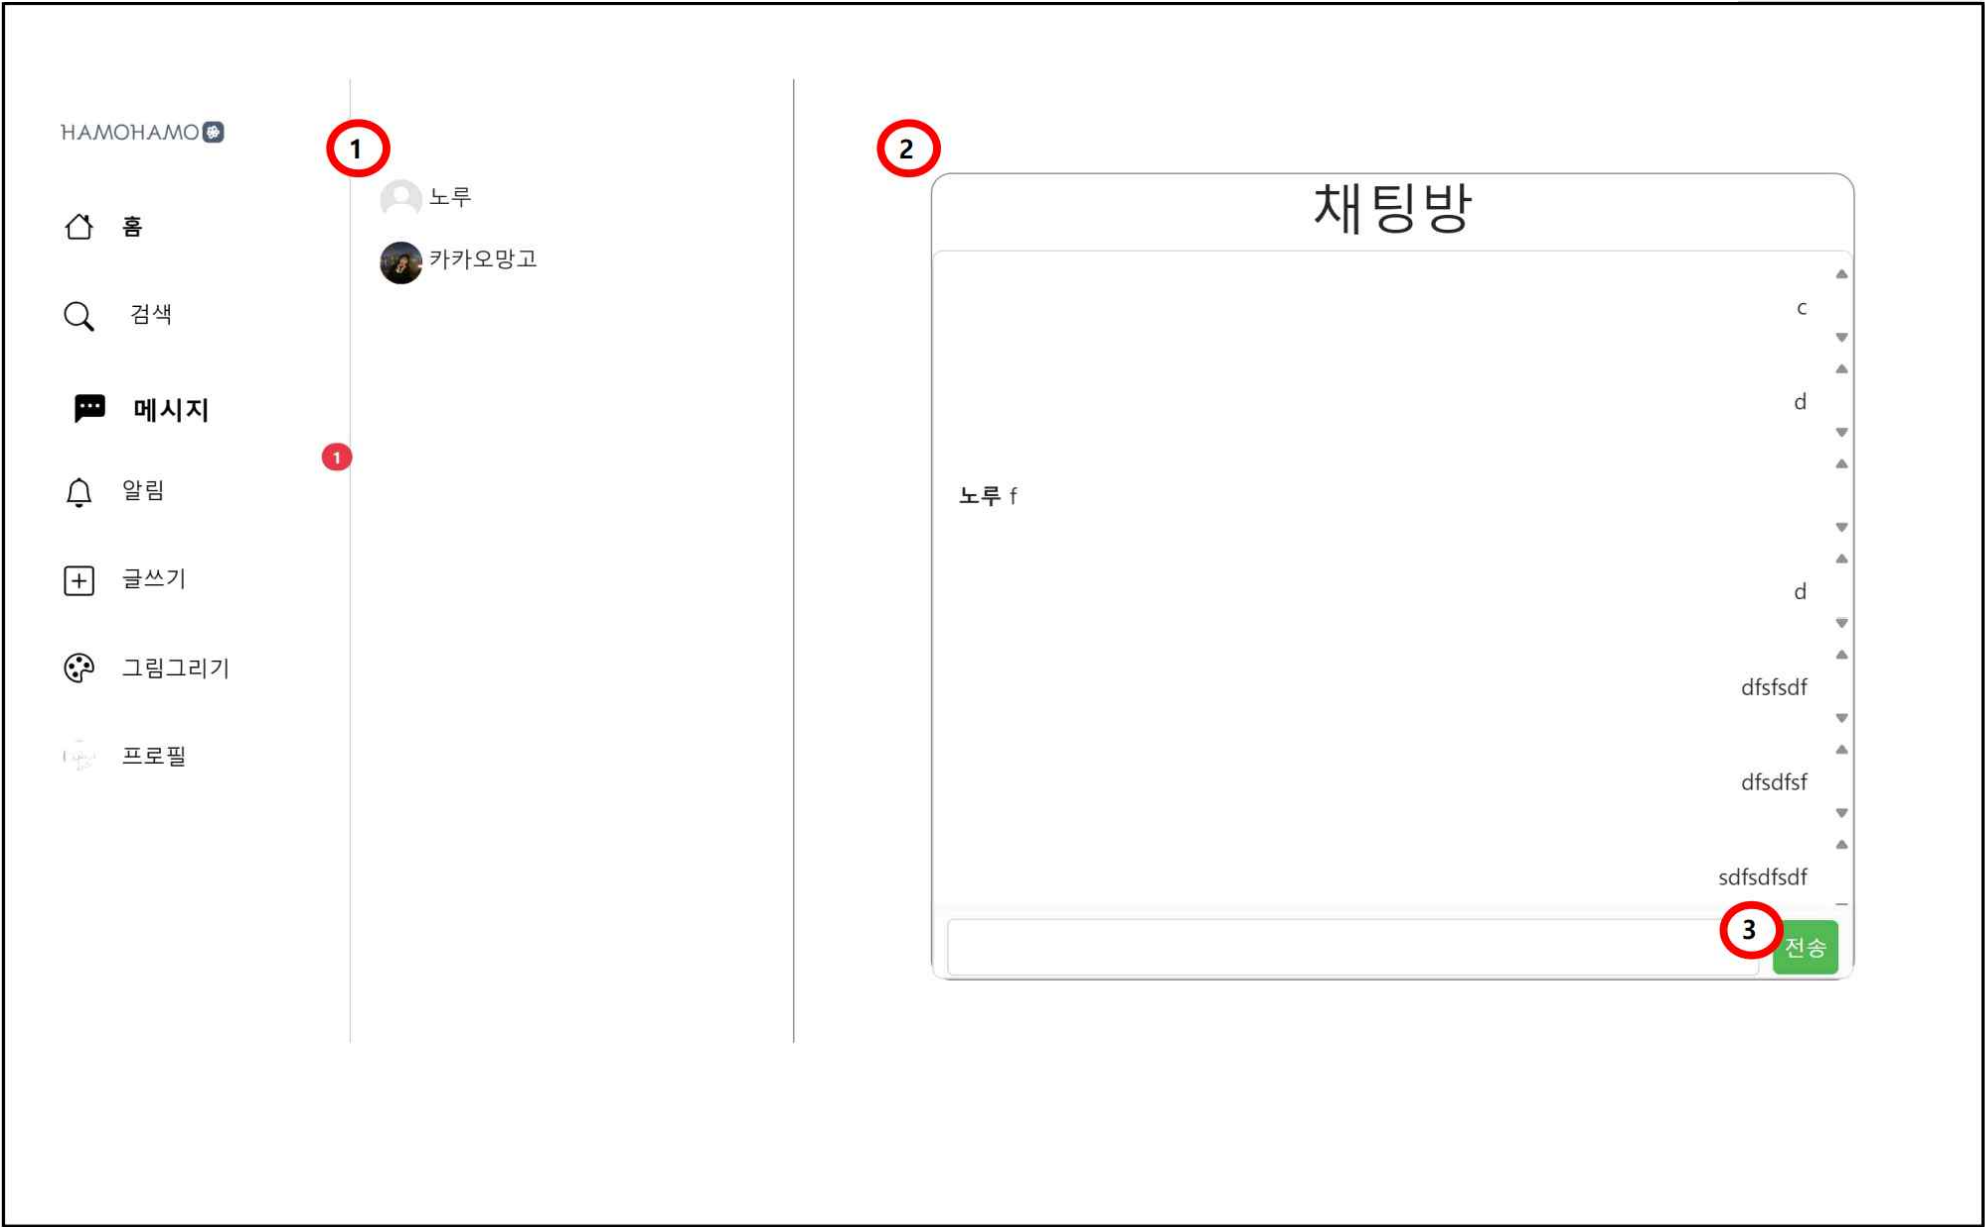 HAMOHAMO
홈
검색
메시지
1
알림
글쓰기
그림그리기
프로필
1
노루
카카오망고
2
채팅방
c
d
노루 f
d
dfsfsdf
dfsdfsf
sdfsdfsdf
3
전송